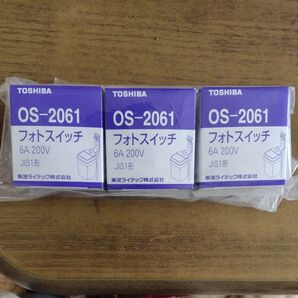 TOSHIBA
OS-2061
フォトスイッチ
6A 200V
JIS1形
東芝ライテック株式会社
TOSHIBA
OS-2061
フォトスイッチ
6A 200V
JIS1形
東芝ライテック株式会社
TOSHIBA
OS-2061
フォトスイッチ
6A 200V
JIS1形
東芝ライテック株式会社